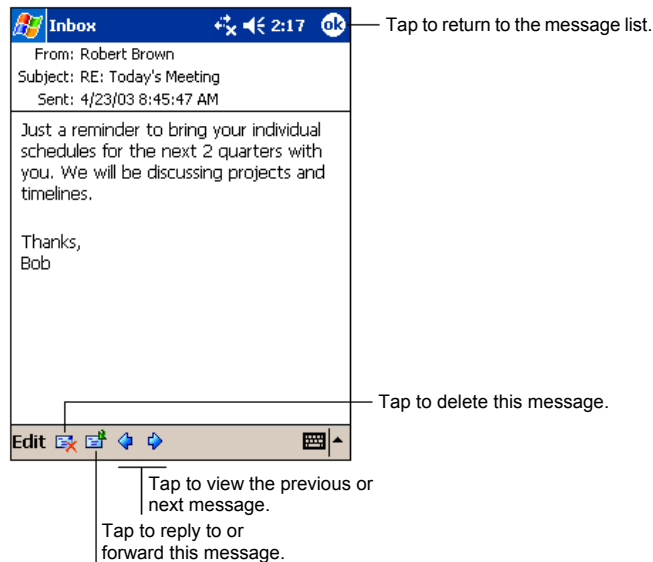 Inbox 2:17 ok
Tap to return to the message list.
From: Robert Brown
Subject: RE: Today's Meeting
Sent: 4/23/03 8:45:47 AM
Just a reminder to bring your individual
schedules for the next 2 quarters with
you. We will be discussing projects and
timelines.
Thanks,
Bob
Tap to delete this message.
Edit
Tap to view the previous or
next message.
Tap to reply to or
forward this message.